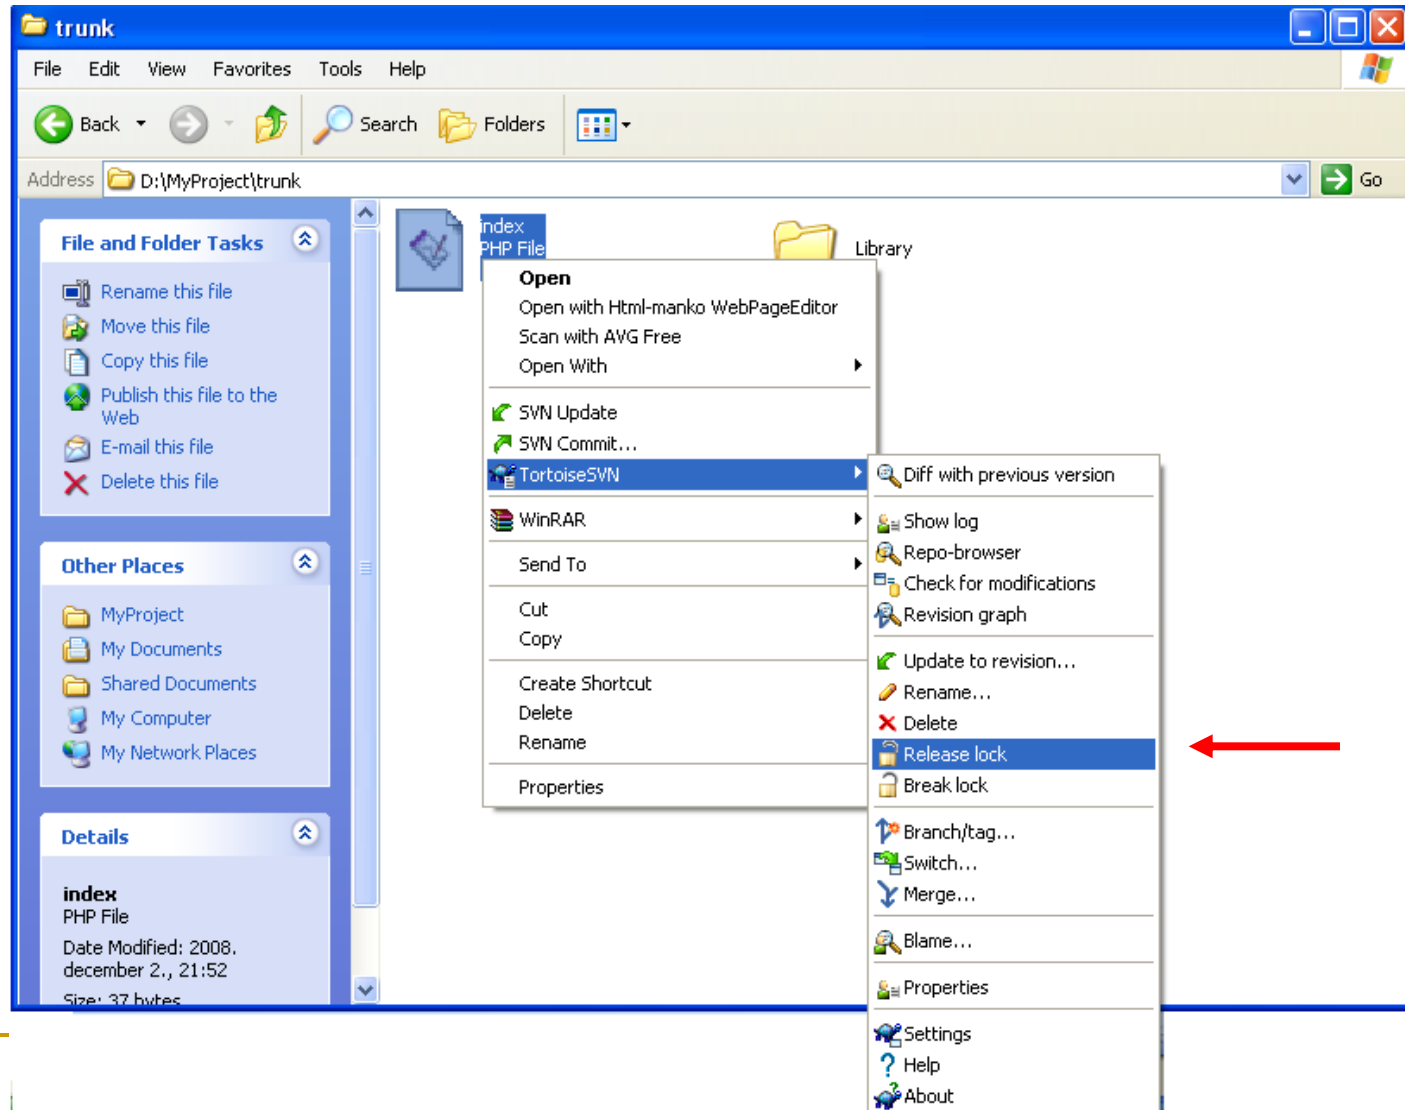 trunk
File Edit View Favorites Tools Help
Back Search Folders
Address D:\MyProject\trunk Go
File and Folder Tasks
Rename this file
Move this file
Copy this file
Publish this file to the
Web
E-mail this file
Delete this file
Other Places
MyProject
My Documents
Shared Documents
My Computer
My Network Places
Details
index
PHP File
Date Modified: 2008.
december 2., 21:52
Size: 37 bytes
index
PHP File
Library
Open
Open with Html-manko WebPageEditor
Scan with AVG Free
Open With
SVN Update
SVN Commit...
TortoiseSVN
WinRAR
Send To
Cut
Copy
Create Shortcut
Delete
Rename
Properties
Diff with previous version
Show log
Repo-browser
Check for modifications
Revision graph
Update to revision...
Rename...
Delete
Release lock
Break lock
Branch/tag...
Switch...
Merge...
Blame...
Properties
Settings
Help
About